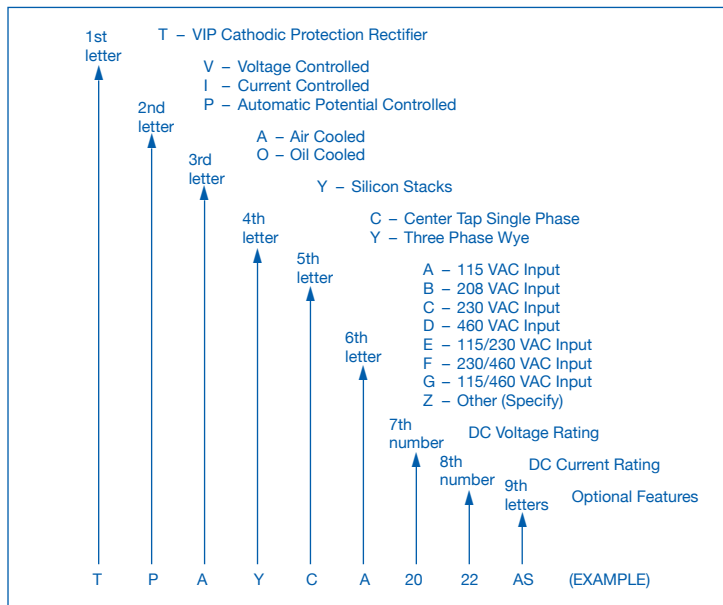 1st
letter
T – VIP Cathodic Protection Rectifier
2nd
letter
V – Voltage Controlled
I – Current Controlled
P – Automatic Potential Controlled
3rd
letter
A – Air Cooled
O – Oil Cooled
4th
letter
Y – Silicon Stacks
5th
letter
C – Center Tap Single Phase
Y – Three Phase Wye
6th
letter
A – 115 VAC Input
B – 208 VAC Input
C – 230 VAC Input
D – 460 VAC Input
E – 115/230 VAC Input
F – 230/460 VAC Input
G – 115/460 VAC Input
Z – Other (Specify)
7th
number
DC Voltage Rating
8th
number
DC Current Rating
9th
letters
Optional Features
T P A Y C A 20 22 AS (EXAMPLE)